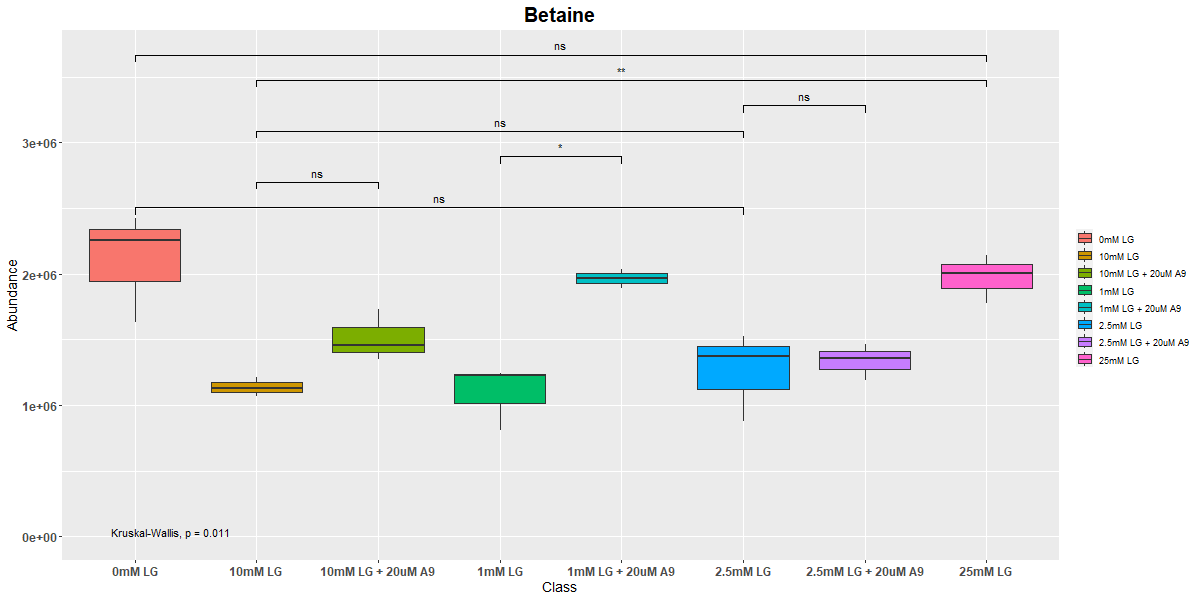 Betaine
ns
**
ns
ns
*
ns
ns
Abundance
3e+06
2e+06
1e+06
0e+00
Kruskal-Wallis, p = 0.011
0mM LG
10mM LG
10mM LG + 20uM A9
1mM LG
1mM LG + 20uM A9
2.5mM LG
2.5mM LG + 20uM A9
25mM LG
Class
0mM LG
10mM LG
10mM LG + 20uM A9
1mM LG
1mM LG + 20uM A9
2.5mM LG
2.5mM LG + 20uM A9
25mM LG